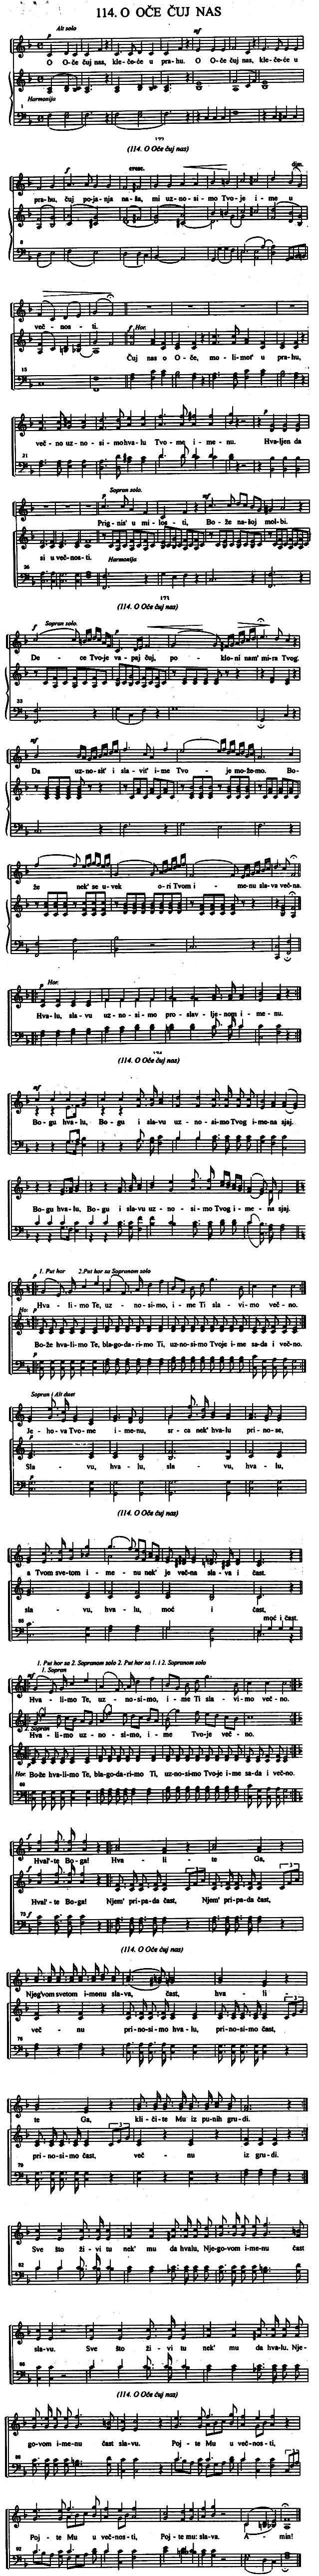 114. O OČE ČUJ NAS
Alt solo
p
mf
O O-če čuj nas, kle-če-će u pra-hu. O O-če čuj nas, kle-če-će u
Harmonija
1
(114. O Oče čuj nas)
f
cresc.
dim.
pra-hu, čuj po-ja-nja na-ša, mi uz-no-si-mo Tvo-je i-me u
8
več-nos-ti.
f Hor.
Čuj nas o O-če, mo-li-mot' u pra-hu,
15
p
več-no uz-no-si-mo hva-lu Tvo-me i-me-nu. Hva-ljen da
21
Sopran solo.
p
mf
Prig-nis' u mi-los-ti, Bo-že na-šoj mol-bi.
si u več-nos-ti. Harmonija
26
173
(114. O Oče čuj nas)
f Sopran solo.
p
De-ce Tvo-je va-paj čuj, po-klo-ni nam' mi-ra Tvog.
33
mf
Da uz-no-sit' i sla-vit' i-me Tvo-je mo-že-mo. Bo-
že nek' se u-vek o-ri Tvom i-me-nu sla-va več-na.
p Hor.
Hva-lu, sla-vu uz-no-si-mo pro-slav-lje-nom i-me-nu.
(114. O Oče čuj nas)
mf
Bo-gu hva-lu, Bo-gu i sla-vu uz-no-si-mo Tvog i-me-na sjaj.
Bo-gu hva-lu, Bo-gu i sla-vu uz-no-si-mo Tvog i-me-na sjaj.
1. Put hor 2.Put hor sa Sopranom solo
p
Hva-li-mo Te, uz-no-si-mo, i-me Ti sla-vi-mo več-no.
Ho: p
Bo-že hva-li-mo Te, bla-go-da-ri-mo Ti, uz-no-si-mo Tvoje i-me sa-da i več-no.
Sopran i Alt duet
Je-ho-va Tvo-me i-me-nu, sr-ca nek' hva-lu pri-no-se,
p
Sla-vu, hva-lu, sla-vu, hva-lu,
(114. O Oče čuj nas)
a Tvom sve-tom i-me-nu nek' je več-na sla-va i čast.
sla-vu, hva-lu, moć i čast,
moć i čast.
1. Put hor sa 2. Sopranom solo 2. Put hor sa 1. i 2. Sopranom solo
1. Sopran
mf
Hva-li-mo Te, uz-no-si-mo, i-me Ti sla-vi-mo več-no.
2. Sopran
Hva-li-mo uz-no-si-mo, i-me Tvo-je več-no.
Hor. Bo-že hva-li-mo Te, bla-go-da-ri-mo Ti, uz-no-si-mo Tvo-je i-me sa-da i več-no.
69
f
Hval'-te Bo-ga! Hva-li-te Ga,
Hval'-te Bo-ga! Njem' pri-pa-da čast, Njem' pri-pa-da čast,
73 f
(114. O Oče čuj nas)
Njeg'vom svetom i-menu sla-va, čast, hva-li
več-nu pri-no-si-mo hva-lu, pri-no-si-mo čast,
76
te Ga, kli-či-te Mu iz pu-nih gru-di.
pri-no-si-mo čast, več-nu iz gru-di.
79
Sve što ži-vi tu nek' mu da hvalu, Nje-go-vom i-me-nu čast
82
sla-vu. Sve što ži-vi tu nek' mu da hva-lu. Nje-
(114. O Oče čuj nas)
go-vom i-me-nu čast sla-vu. Poj-te Mu u več-nos-ti,
Poj-te Mu u več-nos-ti, Poj-te mu: sla-va. A-min!
92